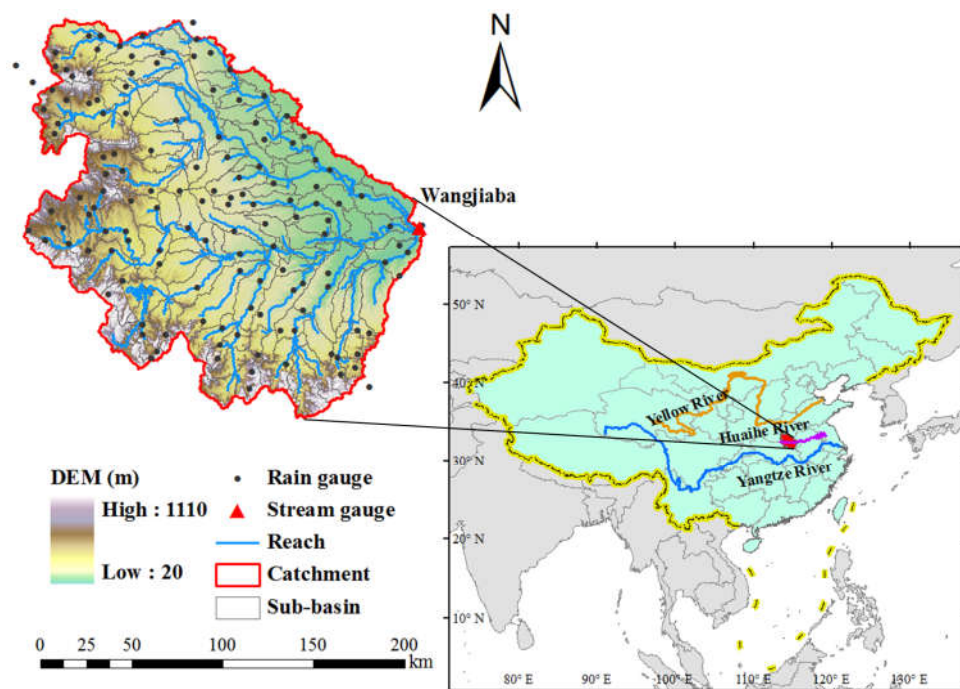 N
Wangjiaba
50° N
40° N
30° N
20° N
10° N
Yellow River
Huaihe River
Yangtze River
80° E 90° E 100° E 110° E 120° E 130° E
DEM (m)
High : 1110
Low : 20
Rain gauge
Stream gauge
Reach
Catchment
Sub-basin
0 25 50 100 150 200
km